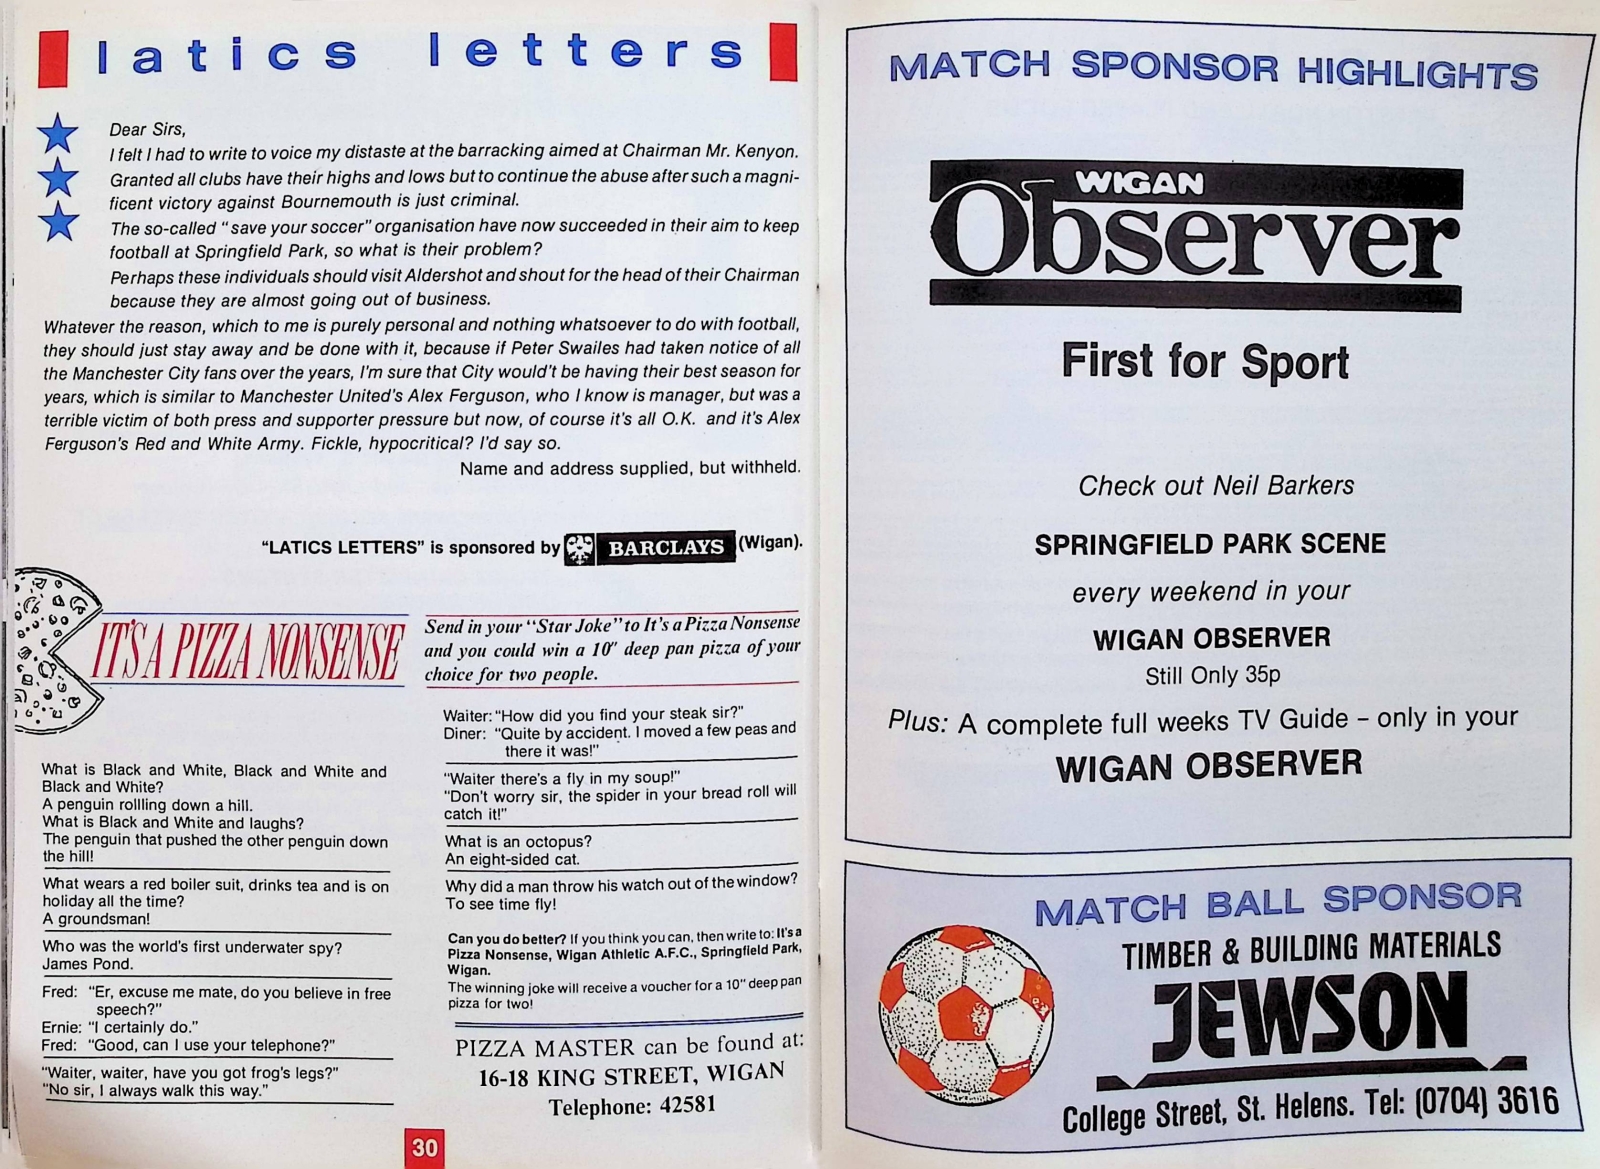 latics letters
Dear Sirs,
I felt I had to write to voice my distaste at the barracking aimed at Chairman Mr. Kenyon.
Granted all clubs have their highs and lows but to continue the abuse after such a magni-
ficent victory against Bournemouth is just criminal.
The so-called "save your soccer" organisation have now succeeded in their aim to keep
football at Springfield Park, so what is their problem?
Perhaps these individuals should visit Aldershot and shout for the head of their Chairman
because they are almost going out of business.
Whatever the reason, which to me is purely personal and nothing whatsoever to do with football,
they should just stay away and be done with it, because if Peter Swailes had taken notice of all
the Manchester City fans over the years, I'm sure that City would't be having their best season for
years, which is similar to Manchester United's Alex Ferguson, who I know is manager, but was a
terrible victim of both press and supporter pressure but now, of course it's all O.K. and it's Alex
Ferguson's Red and White Army. Fickle, hypocritical? I'd say so.
Name and address supplied, but withheld.
"LATICS LETTERS" is sponsored by BARCLAYS (Wigan).
IT'S A PIZZA NONSENSE
Send in your "Star Joke" to It's a Pizza Nonsense
and you could win a 10" deep pan pizza of your
choice for two people.
What is Black and White, Black and White and
Black and White?
A penguin rollling down a hill.
What is Black and White and laughs?
The penguin that pushed the other penguin down
the hill!
What wears a red boiler suit, drinks tea and is on
holiday all the time?
A groundsman!
Who was the world's first underwater spy?
James Pond.
Fred: "Er, excuse me mate, do you believe in free
speech?"
Ernie: "I certainly do."
Fred: "Good, can I use your telephone?"
"Waiter, waiter, have you got frog's legs?"
"No sir, I always walk this way."
Waiter: "How did you find your steak sir?"
Diner: "Quite by accident. I moved a few peas and
there it was!"
"Waiter there's a fly in my soup!"
"Don't worry sir, the spider in your bread roll will
catch it!"
What is an octopus?
An eight-sided cat.
Why did a man throw his watch out of the window?
To see time fly!
Can you do better? If you think you can, then write to: It's a
Pizza Nonsense, Wigan Athletic A.F.C., Springfield Park,
Wigan.
The winning joke will receive a voucher for a 10" deep pan
pizza for two!
PIZZA MASTER can be found at:
16-18 KING STREET, WIGAN
Telephone: 42581
30
MATCH SPONSOR HIGHLIGHTS
WIGAN
Observer
First for Sport
Check out Neil Barkers
SPRINGFIELD PARK SCENE
every weekend in your
WIGAN OBSERVER
Still Only 35p
Plus: A complete full weeks TV Guide – only in your
WIGAN OBSERVER
MATCH BALL SPONSOR
TIMBER & BUILDING MATERIALS
JEWSON
College Street, St. Helens. Tel: (0704) 3616